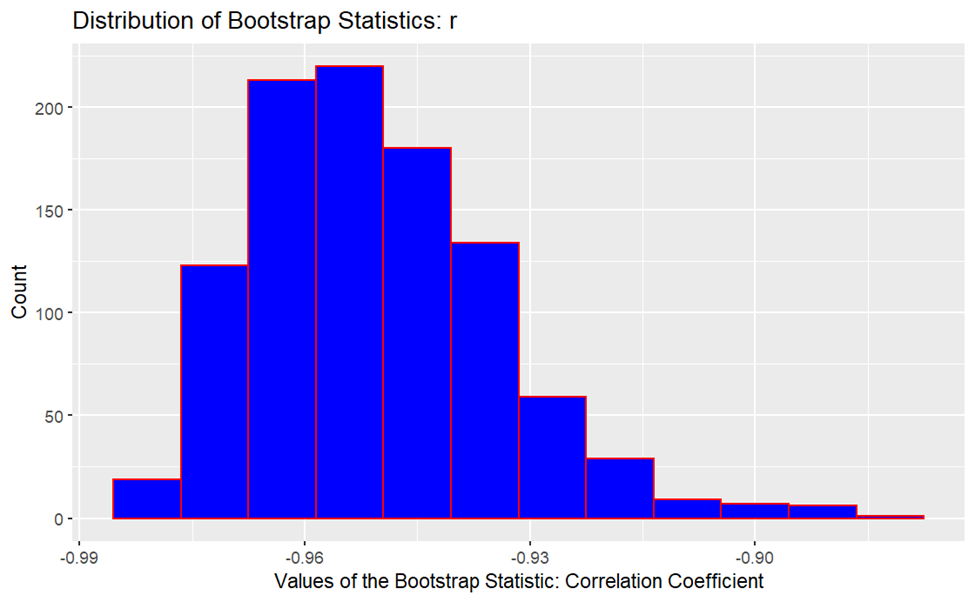 Distribution of Bootstrap Statistics: r
Count
200
150
100
50
0
-0.99 -0.96 -0.93 -0.90
Values of the Bootstrap Statistic: Correlation Coefficient